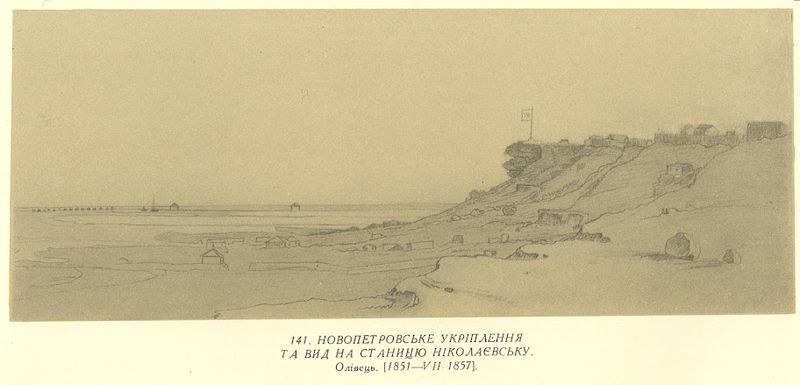 141. НОВОПЕТРОВСЬКЕ УКРІПЛЕННЯ
ТА ВИД НА СТАНИЦЮ НІКОЛАЄВСЬКУ.
Олівець. [1851—VII 1857].